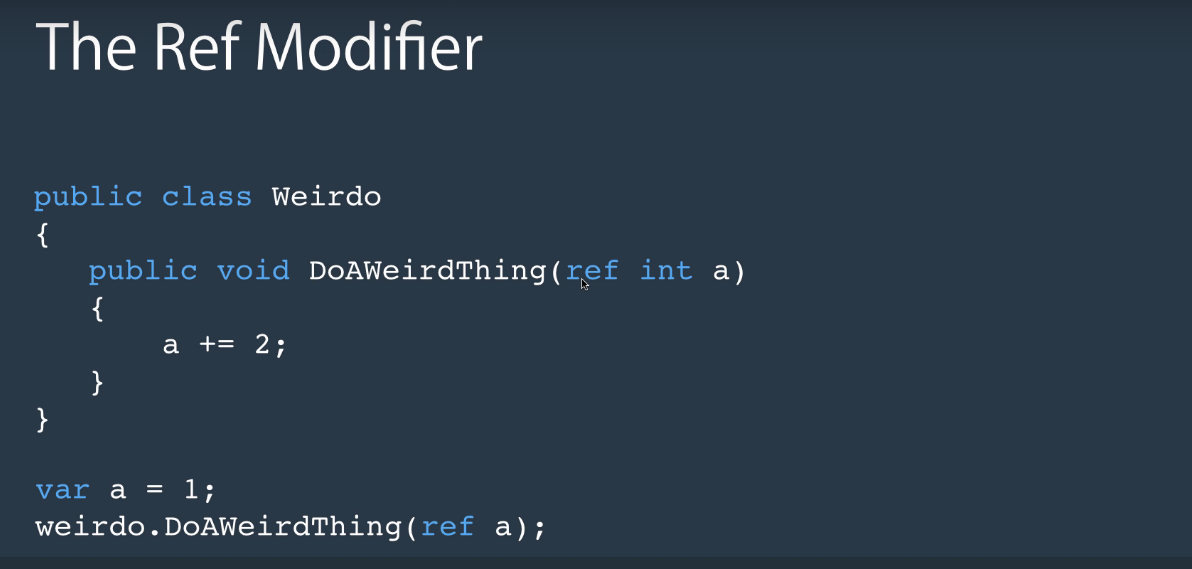 The Ref Modifier
public class Weirdo
{
public void DoAWeirdThing(ref int a)
{
a += 2;
}
}
var a = 1;
weirdo.DoAWeirdThing(ref a);